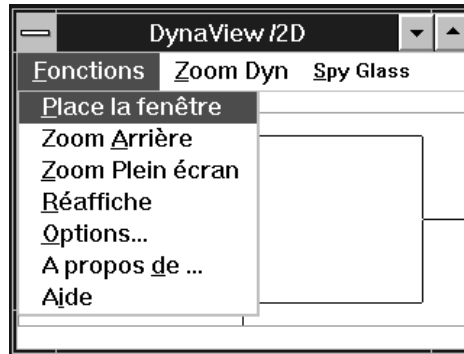 DynaView /2D
Fonctions Zoom Dyn Spy Glass
Place la fenêtre
Zoom Arrière
Zoom Plein écran
Réaffiche
Options...
A propos de ...
Aide